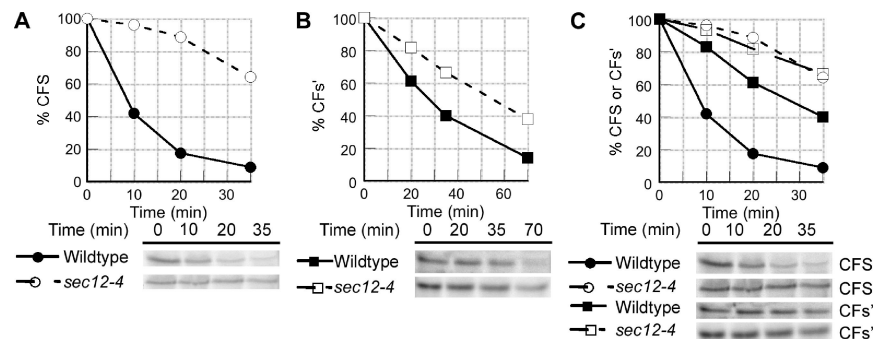 A
% CFS
100
80
60
40
20
0
0 10 20 30
Time (min)
Time (min) 0 10 20 35
Wildtype
sec12-4
B
% CFs'
100
80
60
40
20
0
0 20 40 60
Time (min)
Time (min) 0 20 35 70
Wildtype
sec12-4
C
% CFS or CFs'
100
80
60
40
20
0
0 10 20 30
Time (min)
Time (min) 0 10 20 35
Wildtype CFS
sec12-4 CFS
Wildtype CFs'
sec12-4 CFs'